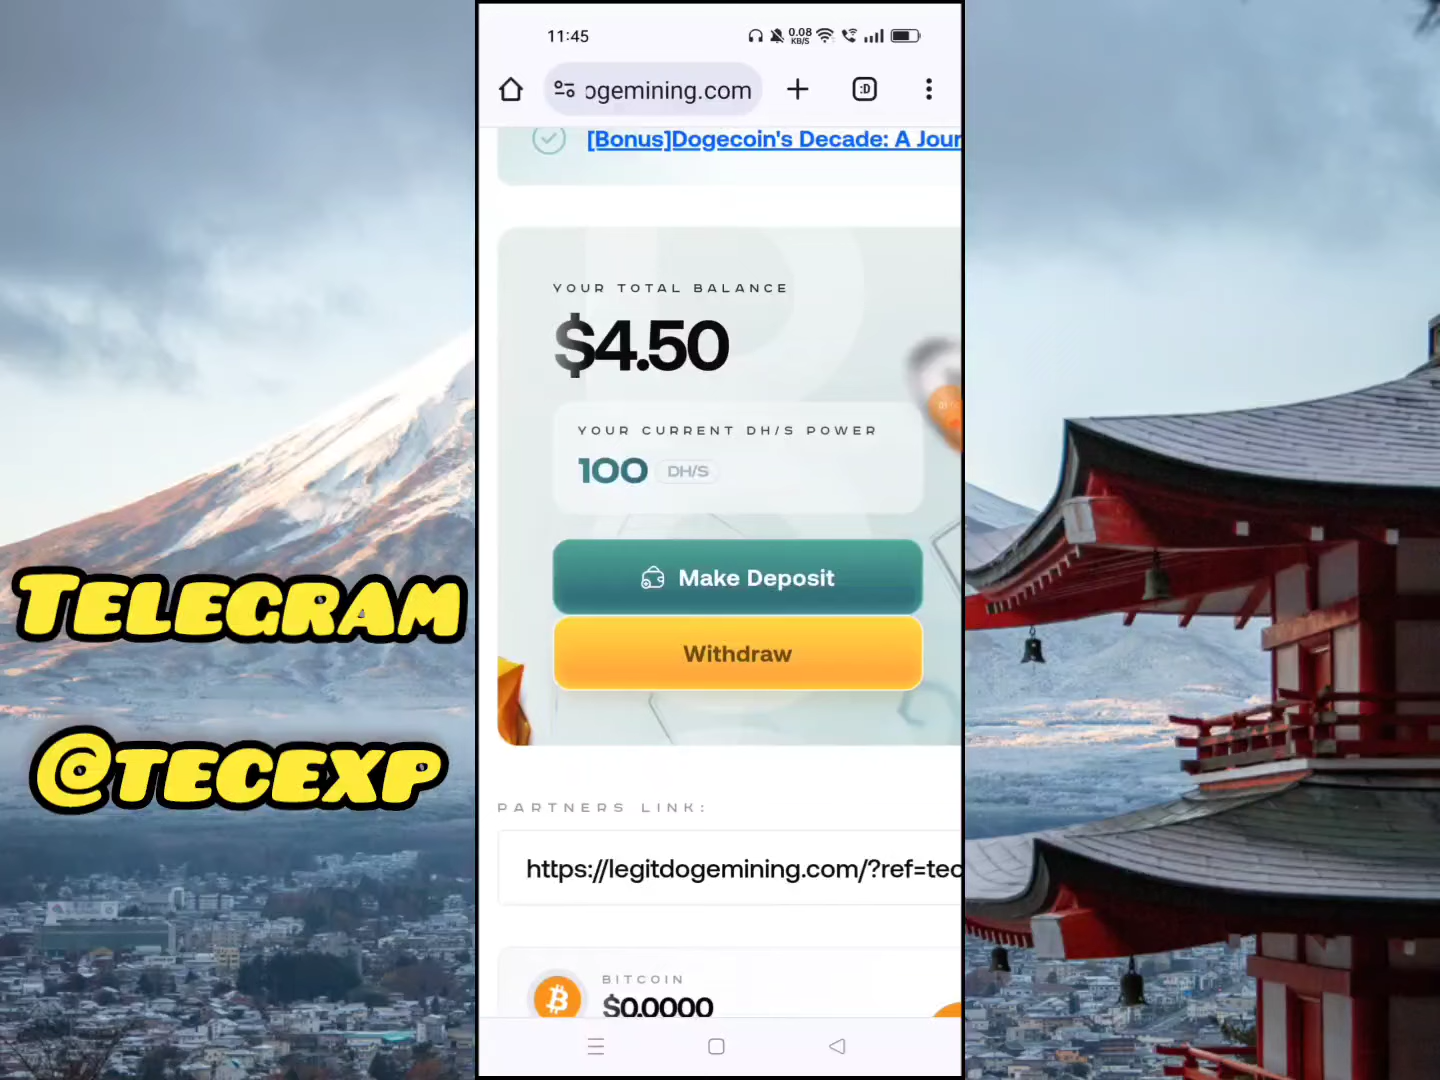 11:45
0.08
KB/S
:D
ogemining.com
[Bonus]Dogecoin's Decade: A Jour
YOUR TOTAL BALANCE
$4.50
YOUR CURRENT DH/S POWER
100 DH/S
Make Deposit
Withdraw
TELEGRAM
@TECEXP
PARTNERS LINK:
https://legitdogemining.com/?ref=tec
BITCOIN
$0.0000